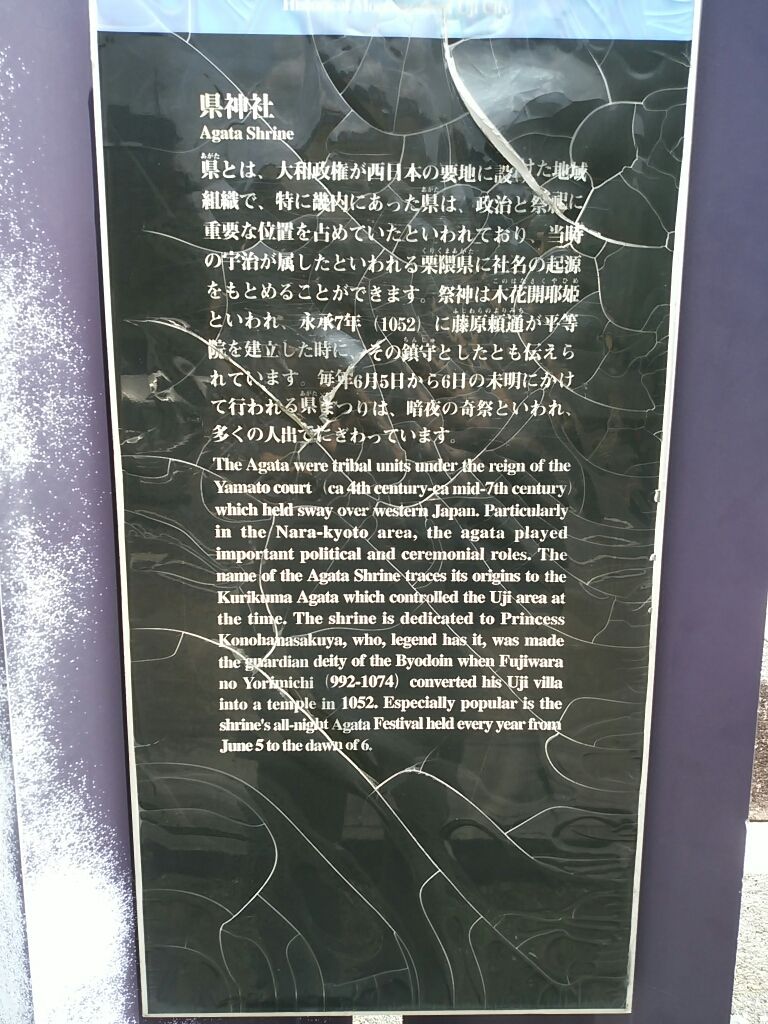 Historical Uji City
県神社
Agata Shrine
県とは、大和政権が西日本の要地に設けた地域
組織で、特に畿内にあった県は、政治と祭祀に
重要な位置を占めていたといわれており、当時
の宇治が属したといわれる栗隈県に社名の起源
をもとめることができます。祭神は木花開耶姫
といわれ、永承7年（1052）に藤原頼通が平等
院を建立した時に、その鎮守としたとも伝えら
れています。毎年6月5日から6日の未明にかけ
て行われる県まつりは、暗夜の奇祭といわれ、
多くの人出でにぎわっています。
The Agata were tribal units under the reign of the
Yamato court (ca 4th century-ca mid-7th century)
which held sway over western Japan. Particularly
in the Nara-kyoto area, the agata played
important political and ceremonial roles. The
name of the Agata Shrine traces its origins to the
Kurikuma Agata which controlled the Uji area at
the time. The shrine is dedicated to Princess
Konohanasakuya, who, legend has it, was made
the guardian deity of the Byodoin when Fujiwara
no Yorimichi (992-1074) converted his Uji villa
into a temple in 1052. Especially popular is the
shrine's all-night Agata Festival held every year from
June 5 to the dawn of 6.